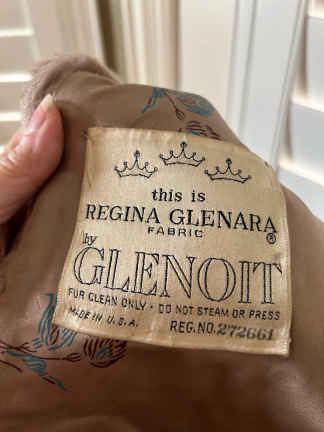 this is
REGINA GLENARA®
FABRIC
by
GLENOIT
FUR CLEAN ONLY · DO NOT STEAM OR PRESS
MADE IN U.S.A. REG.NO.272661